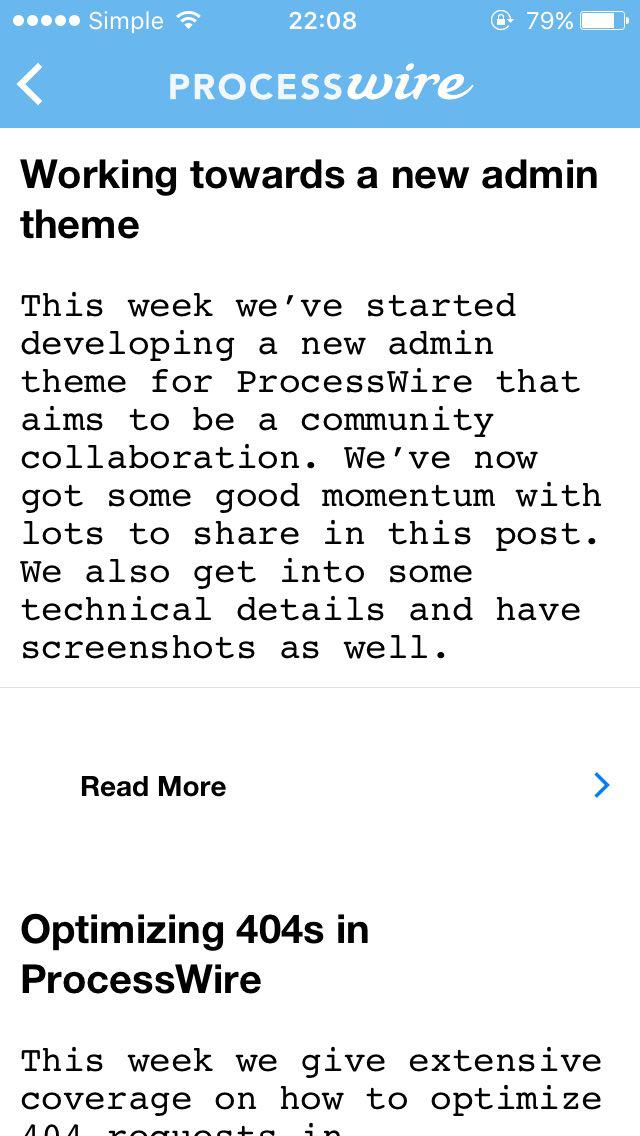 Simple 22:08 79%
PROCESSwire
Working towards a new admin
theme
This week we’ve started
developing a new admin
theme for ProcessWire that
aims to be a community
collaboration. We’ve now
got some good momentum with
lots to share in this post.
We also get into some
technical details and have
screenshots as well.
Read More
Optimizing 404s in
ProcessWire
This week we give extensive
coverage on how to optimize
404 requests in